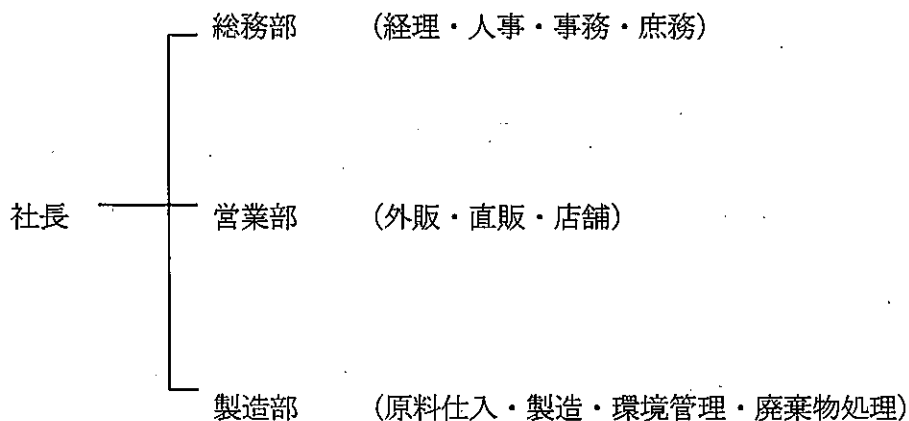 総務部 (経理・人事・事務・庶務)
社長 営業部 (外販・直販・店舗)
製造部 (原料仕入・製造・環境管理・廃棄物処理)